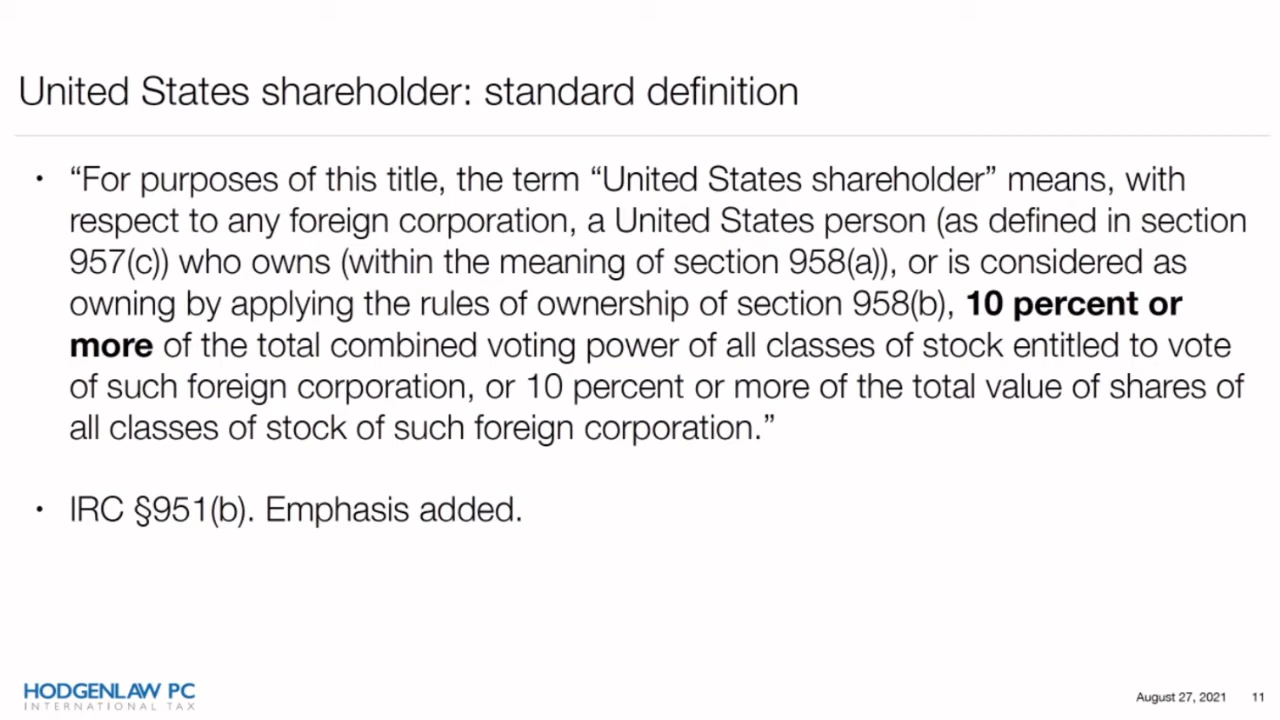 United States shareholder: standard definition
• “For purposes of this title, the term “United States shareholder” means, with
respect to any foreign corporation, a United States person (as defined in section
957(c)) who owns (within the meaning of section 958(a)), or is considered as
owning by applying the rules of ownership of section 958(b), 10 percent or
more of the total combined voting power of all classes of stock entitled to vote
of such foreign corporation, or 10 percent or more of the total value of shares of
all classes of stock of such foreign corporation.”
• IRC §951(b). Emphasis added.
HODGENLAW PC
INTERNATIONAL TAX
August 27, 2021 11